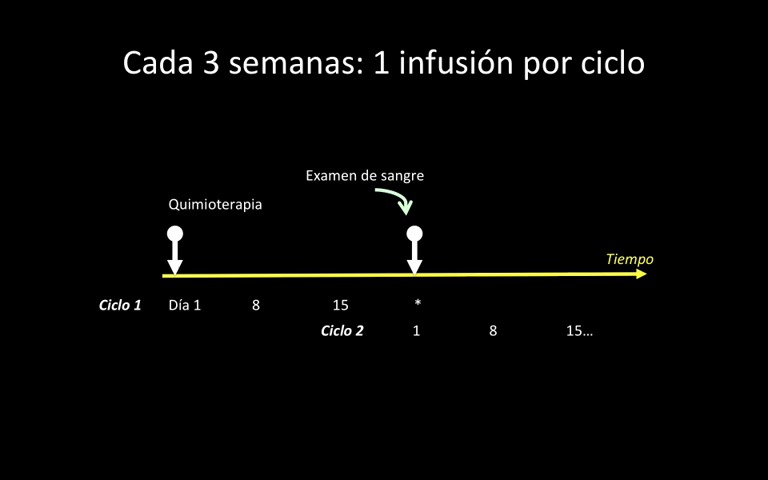 Cada 3 semanas: 1 infusión por ciclo
Examen de sangre
Quimioterapia
Tiempo
Ciclo 1 Día 1 8 15 *
Ciclo 2 1 8 15...